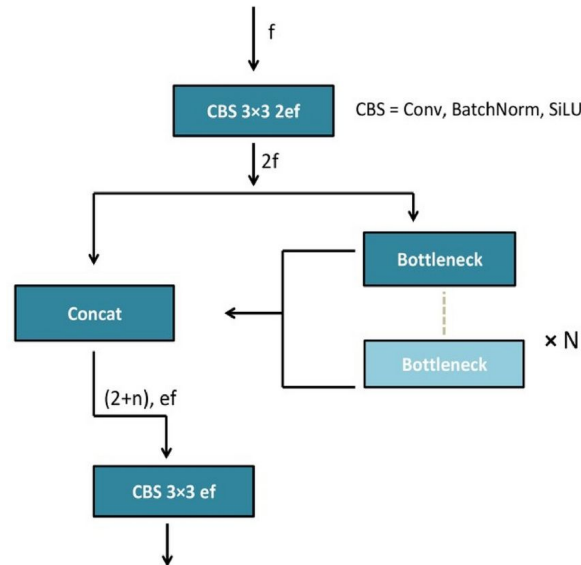 f
CBS 3×3 2ef
CBS = Conv, BatchNorm, SiLU
2f
Bottleneck
Concat
× N
Bottleneck
(2+n), ef
CBS 3×3 ef